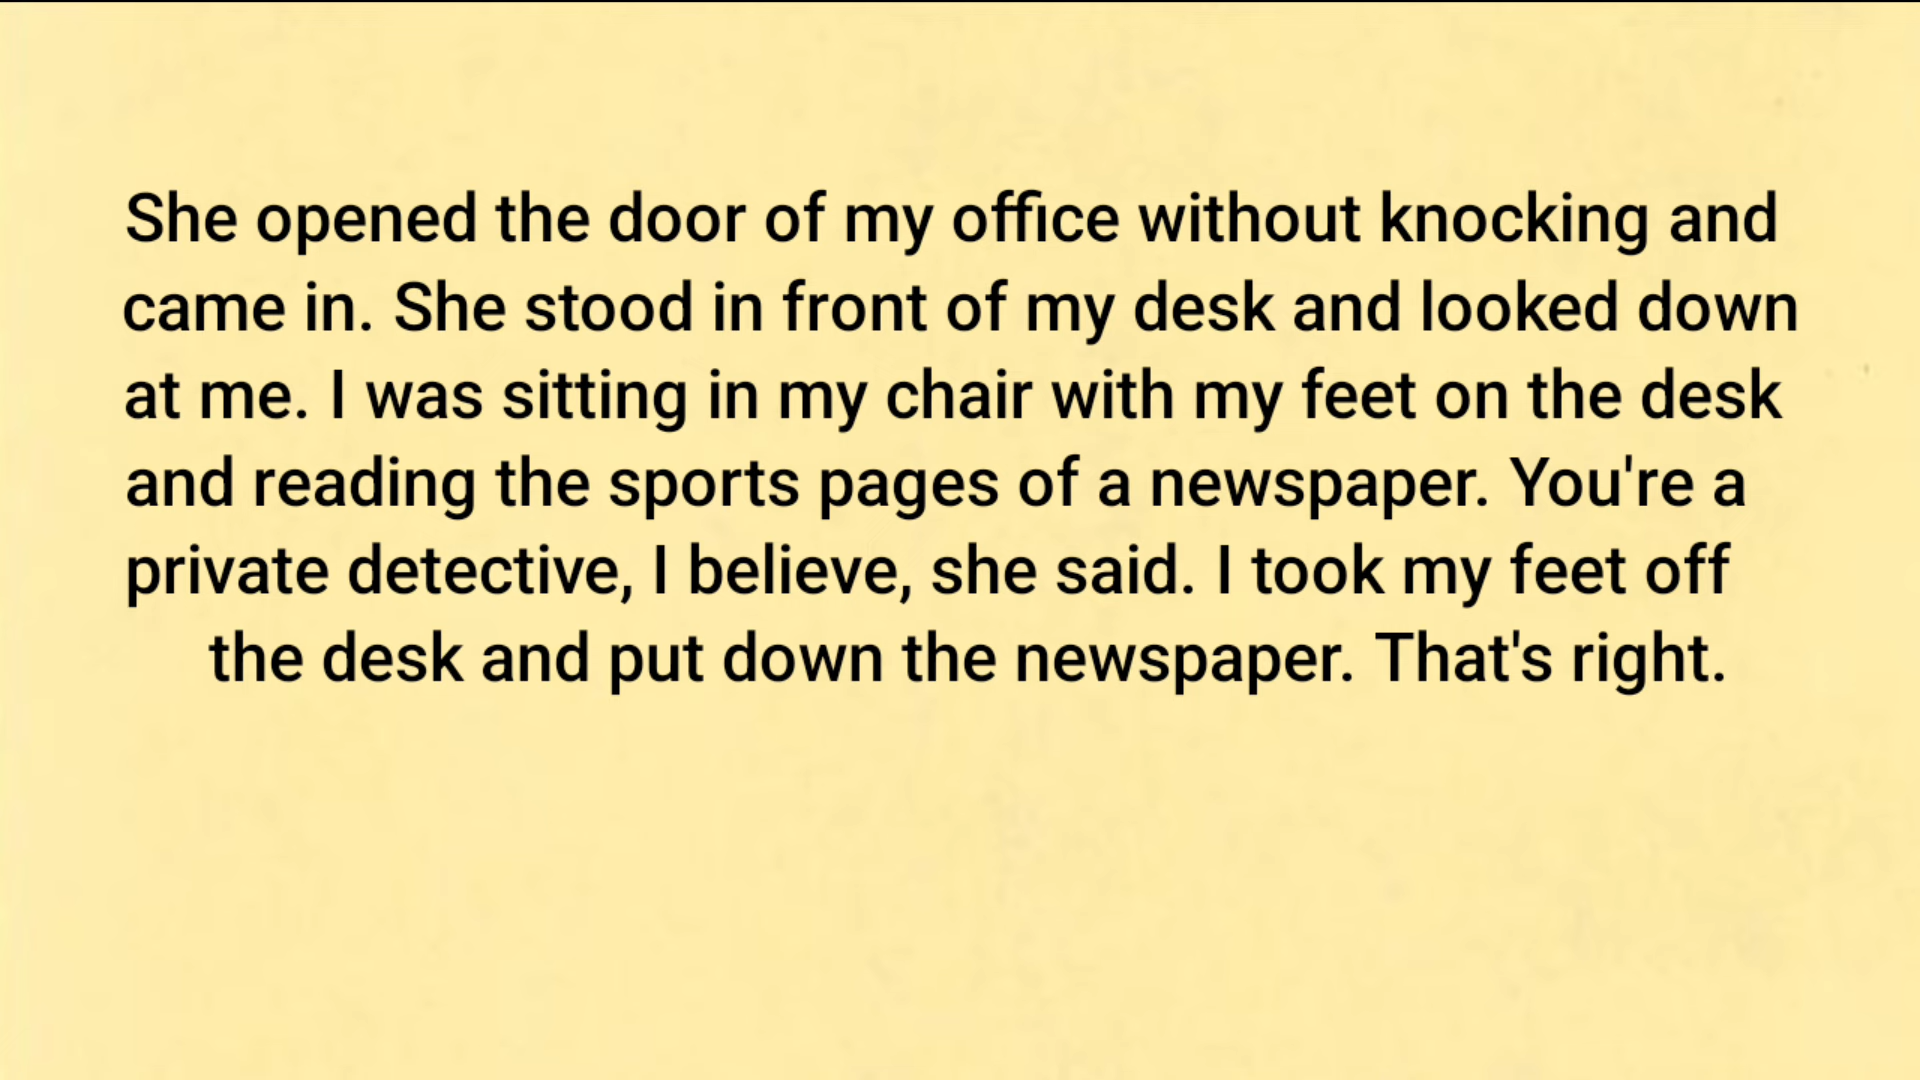 She opened the door of my office without knocking and
came in. She stood in front of my desk and looked down
at me. I was sitting in my chair with my feet on the desk
and reading the sports pages of a newspaper. You're a
private detective, I believe, she said. I took my feet off
the desk and put down the newspaper. That's right.